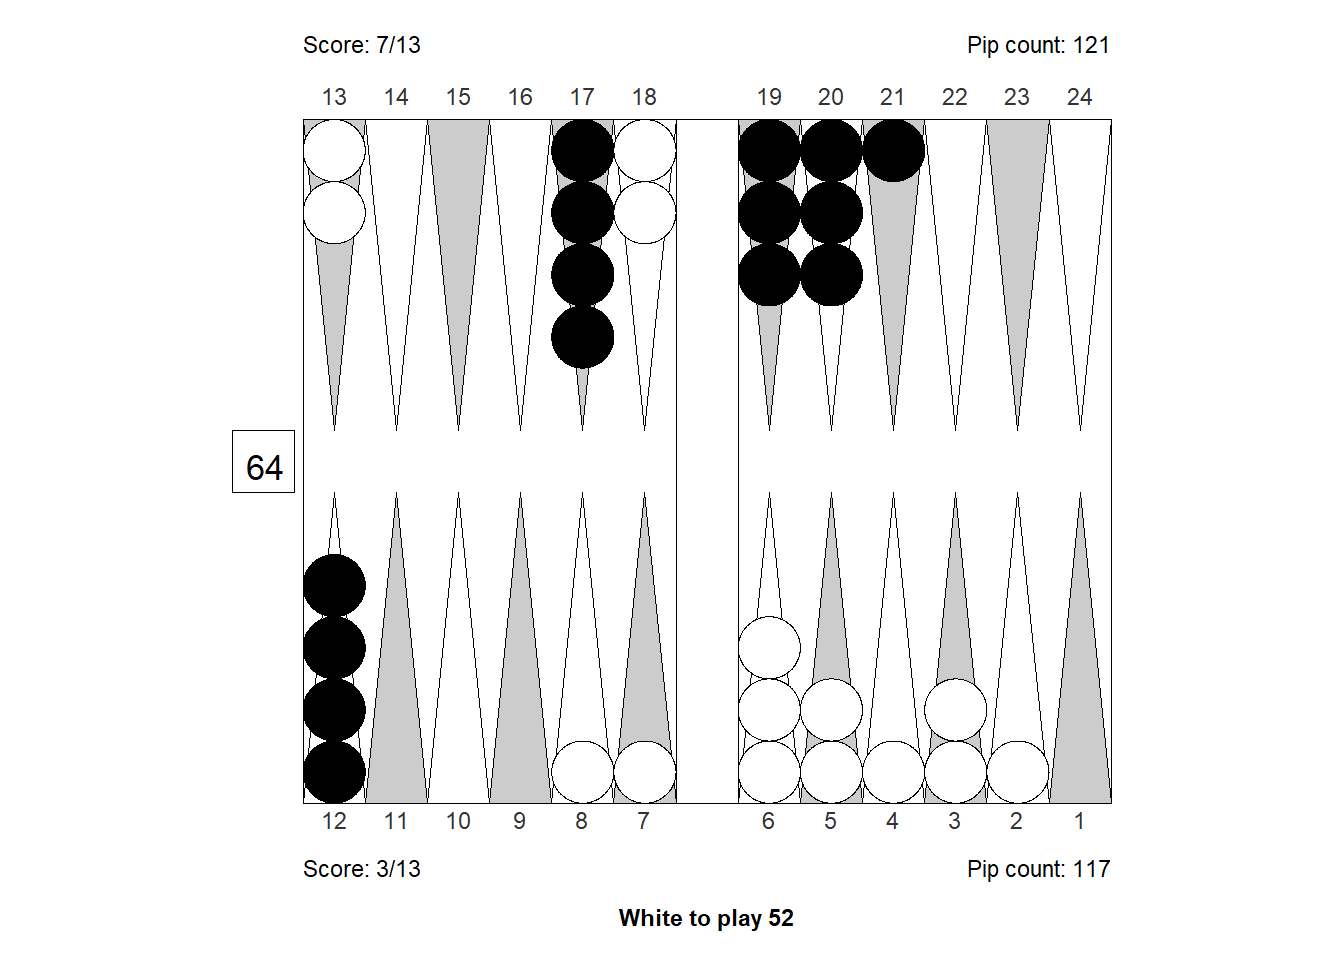 Score: 7/13 Pip count: 121
13 14 15 16 17 18 19 20 21 22 23 24
64
12 11 10 9 8 7 6 5 4 3 2 1
Score: 3/13 Pip count: 117
White to play 52